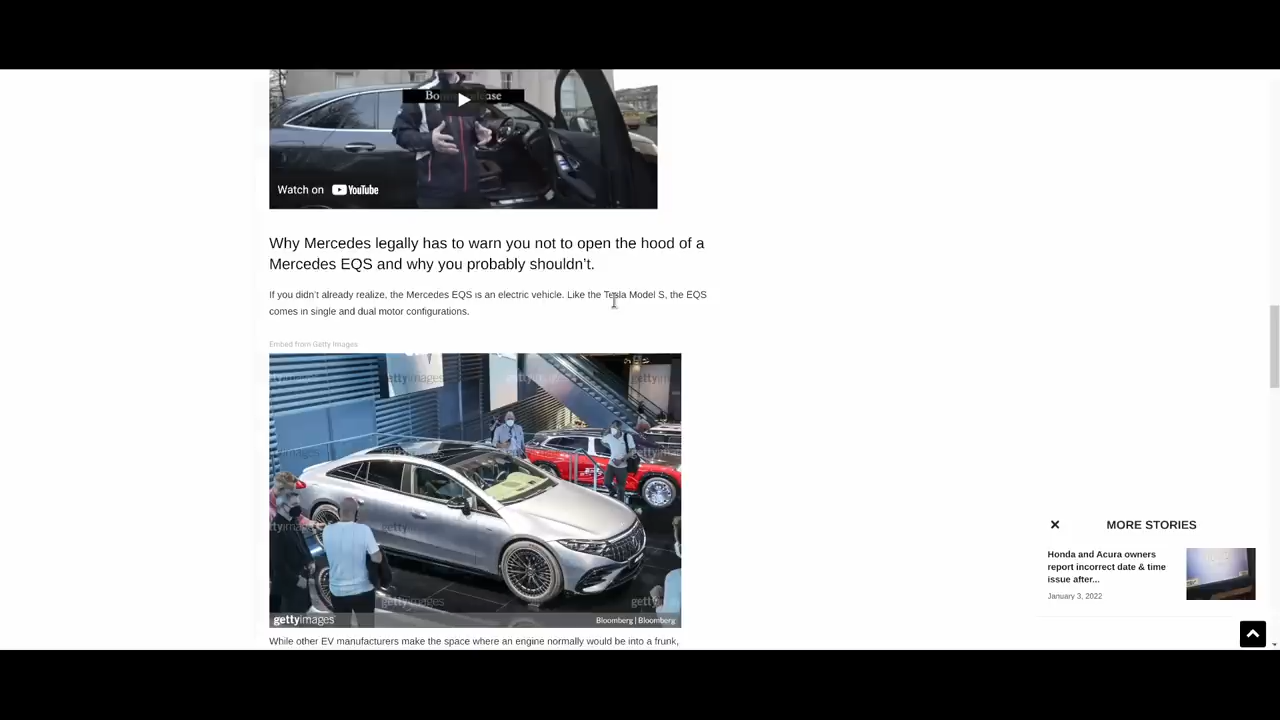 Watch on YouTube
Why Mercedes legally has to warn you not to open the hood of a
Mercedes EQS and why you probably shouldn't.
If you didn't already realize, the Mercedes EQS is an electric vehicle. Like the Tesla Model S, the EQS
comes in single and dual motor configurations.
Embed from Getty Images
gettyimages
gettyimages
gettyimages
gettyimages
Bloomberg | Bloomberg
While other EV manufacturers make the space where an engine normally would be into a frunk,
MORE STORIES
Honda and Acura owners
report incorrect date & time
issue after...
January 3, 2022